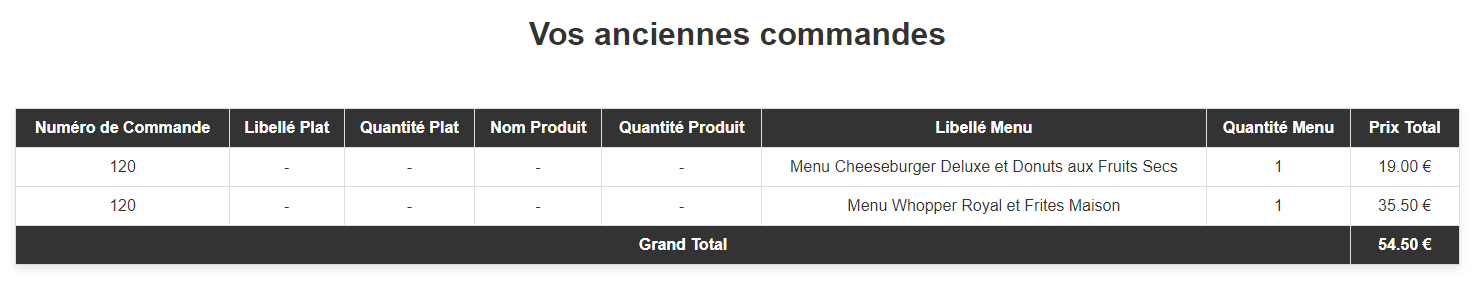 Vos anciennes commandes
Numéro de Commande Libellé Plat Quantité Plat Nom Produit Quantité Produit Libellé Menu Quantité Menu Prix Total
120 - - - - Menu Cheeseburger Deluxe et Donuts aux Fruits Secs 1 19.00 €
120 - - - - Menu Whopper Royal et Frites Maison 1 35.50 €
Grand Total 54.50 €